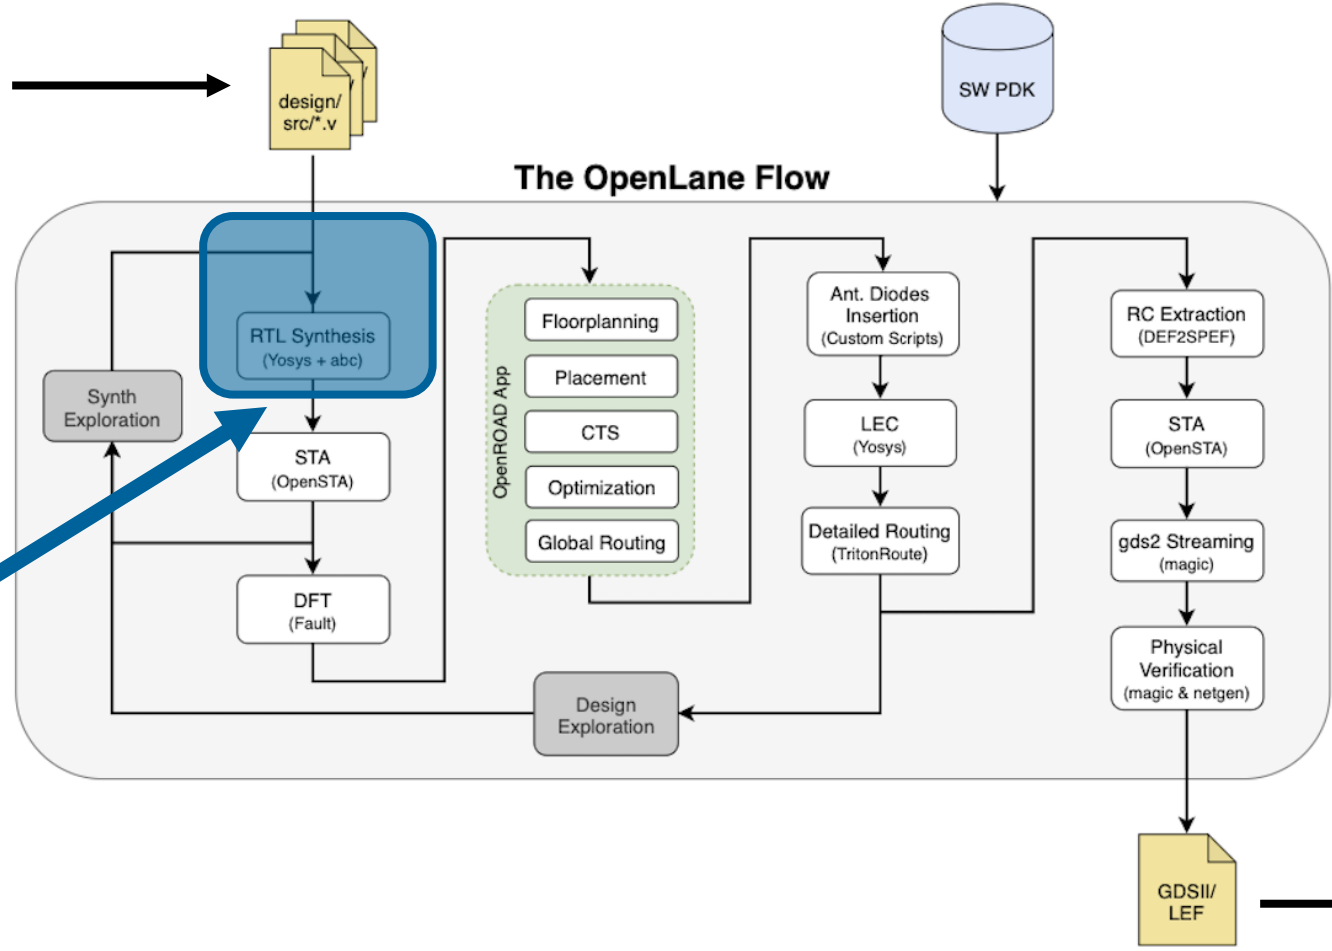 design/
src/*.v
SW PDK
The OpenLane Flow
RTL Synthesis
(Yosys + abc)
Synth
Exploration
STA
(OpenSTA)
DFT
(Fault)
OpenROAD App
Floorplanning
Placement
CTS
Optimization
Global Routing
Ant. Diodes
Insertion
(Custom Scripts)
LEC
(Yosys)
Detailed Routing
(TritonRoute)
Design
Exploration
RC Extraction
(DEF2SPEF)
STA
(OpenSTA)
gds2 Streaming
(magic)
Physical
Verification
(magic & netgen)
GDSII/
LEF